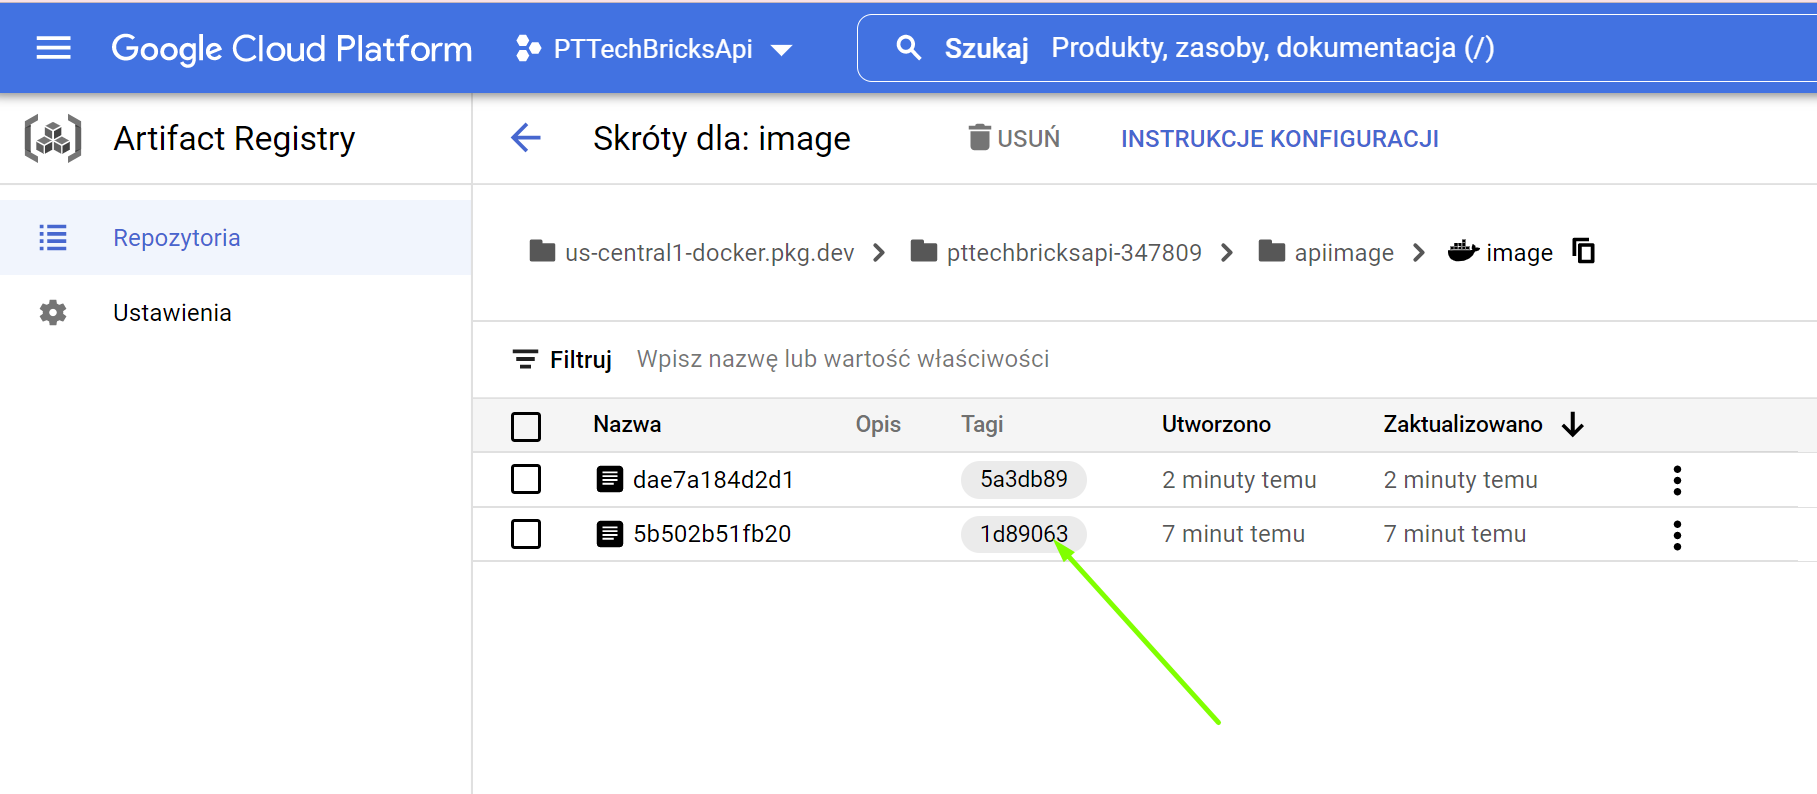 Google Cloud Platform PTTechBricksApi Szukaj Produkty, zasoby, dokumentacja (/)
Artifact Registry
Skróty dla: image USUŃ INSTRUKCJE KONFIGURACJI
Repozytoria
Ustawienia
us-central1-docker.pkg.dev pttechbricksapi-347809 apiimage image
Filtruj Wpisz nazwę lub wartość właściwości
Nazwa Opis Tagi Utworzono Zaktualizowano
dae7a184d2d1 5a3db89 2 minuty temu 2 minuty temu
5b502b51fb20 1d89063 7 minut temu 7 minut temu